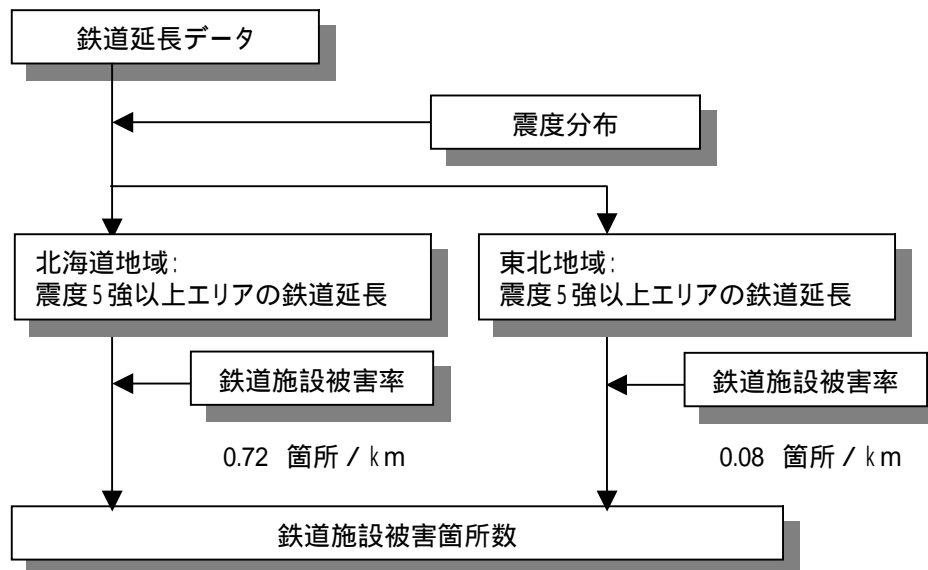 鉄道延長データ
震度分布
北海道地域:
震度5強以上エリアの鉄道延長
東北地域:
震度5強以上エリアの鉄道延長
鉄道施設被害率
鉄道施設被害率
0.72 箇所/km
0.08 箇所/km
鉄道施設被害箇所数